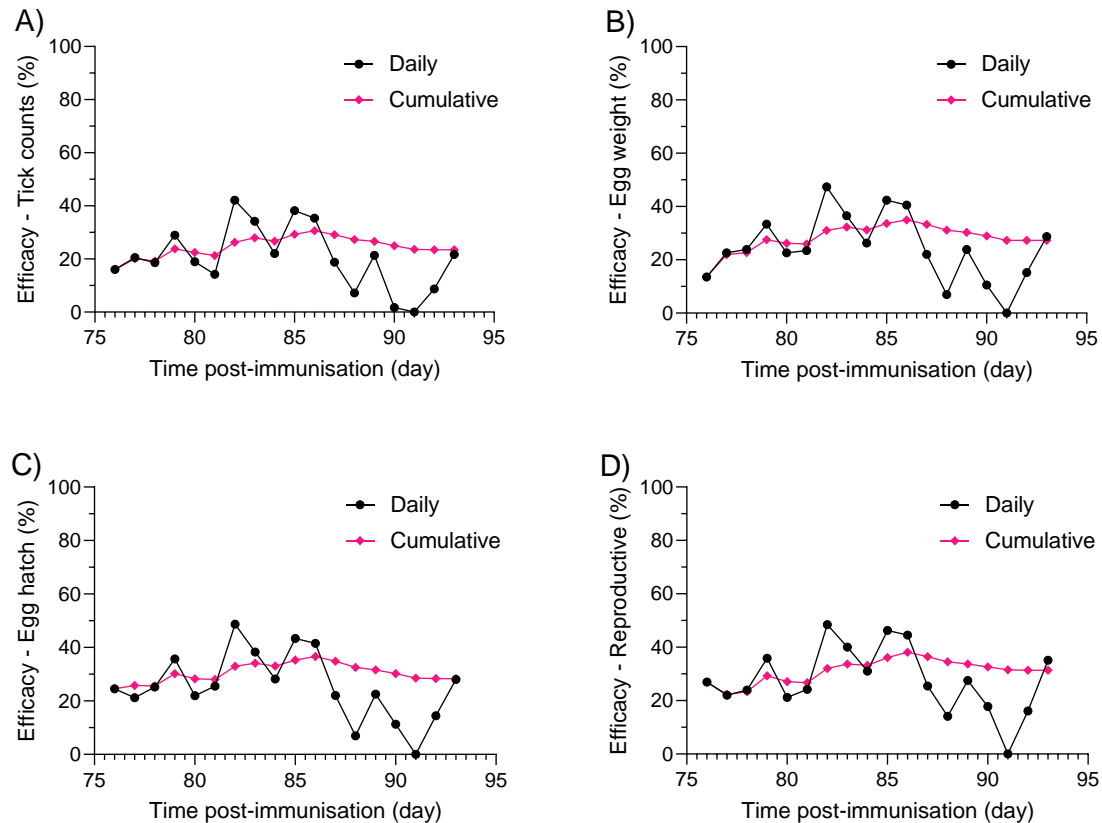 A)
Efficacy - Tick counts (%)
100
80
60
40
20
0
75 80 85 90 95
Time post-immunisation (day)
Daily
Cumulative
B)
Efficacy - Egg weight (%)
100
80
60
40
20
0
75 80 85 90 95
Time post-immunisation (day)
Daily
Cumulative
C)
Efficacy - Egg hatch (%)
100
80
60
40
20
0
75 80 85 90 95
Time post-immunisation (day)
Daily
Cumulative
D)
Efficacy - Reproductive (%)
100
80
60
40
20
0
75 80 85 90 95
Time post-immunisation (day)
Daily
Cumulative